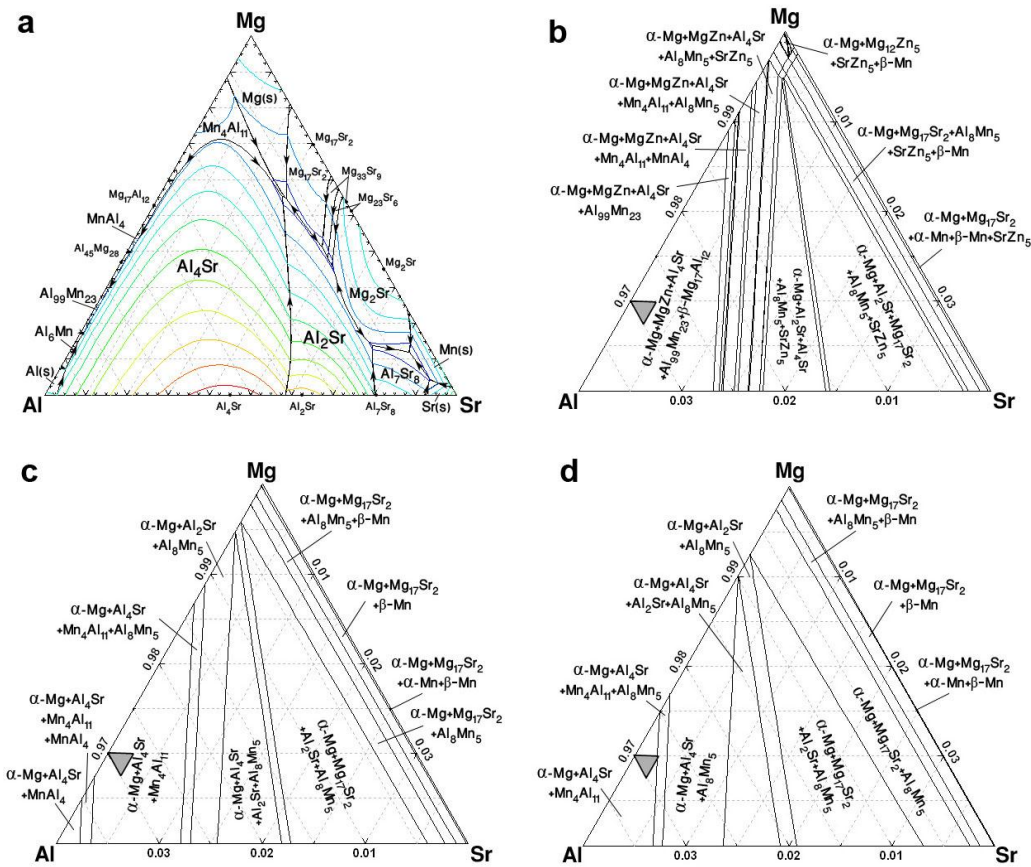 a
Mg
Mg(s)
Mn4Al11
Mg17Sr2
Mg17Sr2
Mg33Sr9
Mg23Sr6
Mg17Al12
MnAl4
Al45Mg28
Mg2Sr
Al4Sr
Al99Mn23
Mg2Sr
Al6Mn
Al2Sr
Mn(s)
Al(s)
Al7Sr8
Al
Al4Sr
Al2Sr
Al7Sr8
Sr(s)
Sr
b
Mg
α-Mg+MgZn+Al4Sr
+Al8Mn5+SrZn5
α-Mg+Mg12Zn5
+SrZn5+β-Mn
α-Mg+MgZn+Al4Sr
+Mn4Al11+Al8Mn5
0.99
0.01
α-Mg+Mg17Sr2+Al8Mn5
+SrZn5+β-Mn
α-Mg+MgZn+Al4Sr
+Mn4Al11+MnAl4
α-Mg+MgZn+Al4Sr
+Al99Mn23
0.98
0.02
α-Mg+Mg17Sr2
+α-Mn+β-Mn+SrZn5
0.97
0.03
α-Mg+MgZn+Al4Sr
+Al99Mn23+β-Mg17Al12
α-Mg+Al2Sr+Al4Sr
+Al8Mn5+SrZn5
α-Mg+Al2Sr+Mg17Sr2
+Al8Mn5+SrZn5
Al
0.03
0.02
0.01
Sr
c
Mg
α-Mg+Al2Sr
+Al8Mn5
α-Mg+Mg17Sr2
+Al8Mn5+β-Mn
0.99
0.01
α-Mg+Mg17Sr2
+β-Mn
α-Mg+Al4Sr
+Mn4Al11+Al8Mn5
0.98
0.02
α-Mg+Mg17Sr2
+α-Mn+β-Mn
α-Mg+Al4Sr
+Mn4Al11
+MnAl4
α-Mg+Mg17Sr2
+Al8Mn5
0.97
0.03
α-Mg+Al4Sr
+MnAl4
α-Mg+Al4Sr
+Mn4Al11
α-Mg+Al4Sr
+Al2Sr+Al8Mn5
α-Mg+Mg17Sr2
+Al2Sr+Al8Mn5
Al
0.03
0.02
0.01
Sr
d
Mg
α-Mg+Al2Sr
+Al8Mn5
α-Mg+Mg17Sr2
+Al8Mn5+β-Mn
0.99
0.01
α-Mg+Al4Sr
+Al2Sr+Al8Mn5
α-Mg+Mg17Sr2
+β-Mn
0.98
0.02
α-Mg+Al4Sr
+Mn4Al11+Al8Mn5
α-Mg+Mg17Sr2
+α-Mn+β-Mn
0.97
0.03
α-Mg+Al4Sr
+Mn4Al11
α-Mg+Al4Sr
+Al8Mn5
α-Mg+Mg17Sr2
+Al2Sr+Al8Mn5
α-Mg+Mg17Sr2+Al8Mn5
Al
0.03
0.02
0.01
Sr